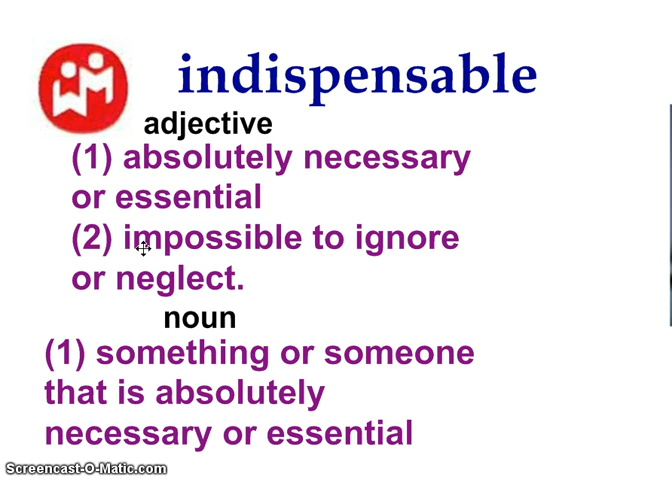 indispensable
adjective
(1) absolutely necessary
or essential
(2) impossible to ignore
or neglect.
noun
(1) something or someone
that is absolutely
necessary or essential
Screencast-O-Matic.com